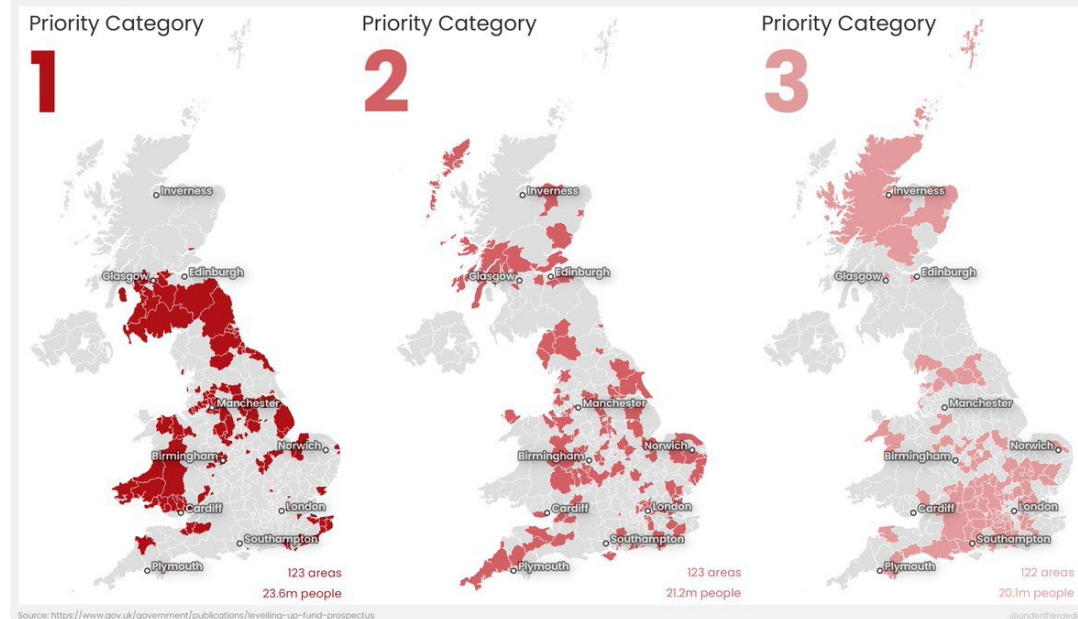 Priority Category
1
Inverness
Glasgow
Edinburgh
Manchester
Norwich
Birmingham
Cardiff
London
Southampton
Plymouth
123 areas
23.6m people
Priority Category
2
Inverness
Glasgow
Edinburgh
Manchester
Norwich
Birmingham
Cardiff
London
Southampton
Plymouth
123 areas
21.2m people
Priority Category
3
Inverness
Glasgow
Edinburgh
Manchester
Norwich
Birmingham
Cardiff
London
Southampton
Plymouth
122 areas
20.1m people
Source: https://www.gov.uk/government/publications/levelling-up-fund-prospectus